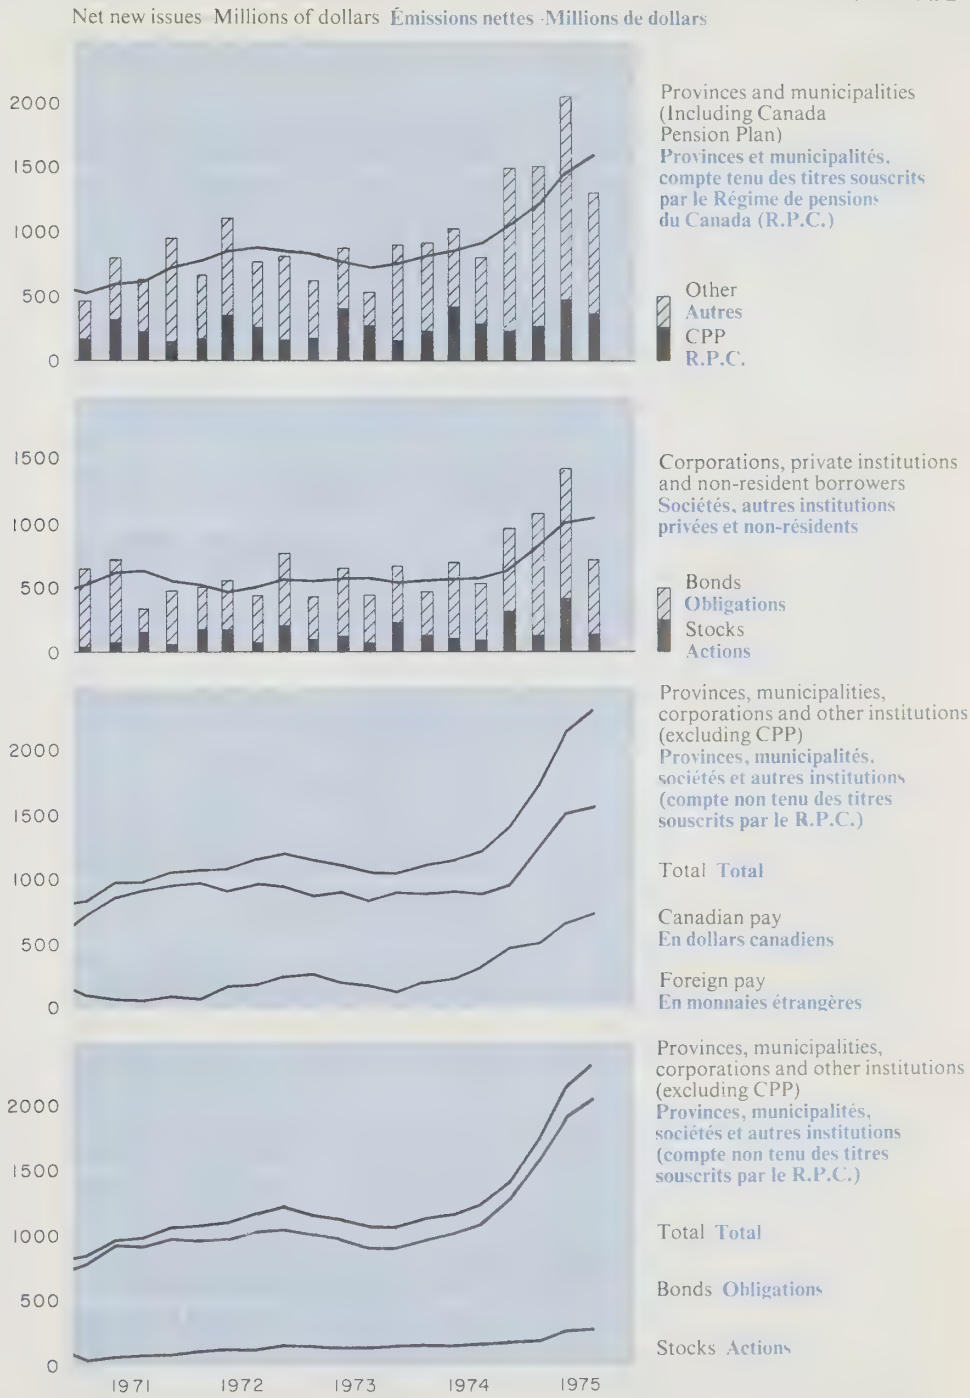 Net new issues Millions of dollars Émissions nettes Millions de dollars
2000
1500
1000
500
0
Provinces and municipalities
(Including Canada
Pension Plan)
Provinces et municipalités,
compte tenu des titres souscrits
par le Régime de pensions
du Canada (R.P.C.)
Other
Autres
CPP
R.P.C.
1500
1000
500
0
Corporations, private institutions
and non-resident borrowers
Sociétés, autres institutions
privées et non-résidents
Bonds
Obligations
Stocks
Actions
2000
1500
1000
500
0
Provinces, municipalities,
corporations and other institutions
(excluding CPP)
Provinces, municipalités,
sociétés et autres institutions
(compte non tenu des titres
souscrits par le R.P.C.)
Total Total
Canadian pay
En dollars canadiens
Foreign pay
En monnaies étrangères
2000
1500
1000
500
0
Provinces, municipalities,
corporations and other institutions
(excluding CPP)
Provinces, municipalités,
sociétés et autres institutions
(compte non tenu des titres
souscrits par le R.P.C.)
Total Total
Bonds Obligations
Stocks Actions
1971 1972 1973 1974 1975